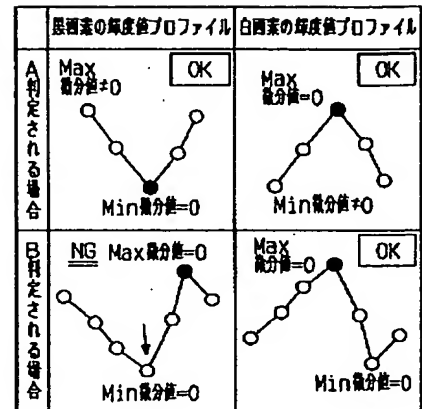 黒画素の輝度値プロファイル
白画素の輝度値プロファイル
A判定される場合
Max
微分値≠0
OK
Min微分値=0
Max
微分値=0
OK
Min微分値≠0
B判定される場合
NG Max微分値=0
Min微分値=0
Max
微分値=0
OK
Min微分値=0